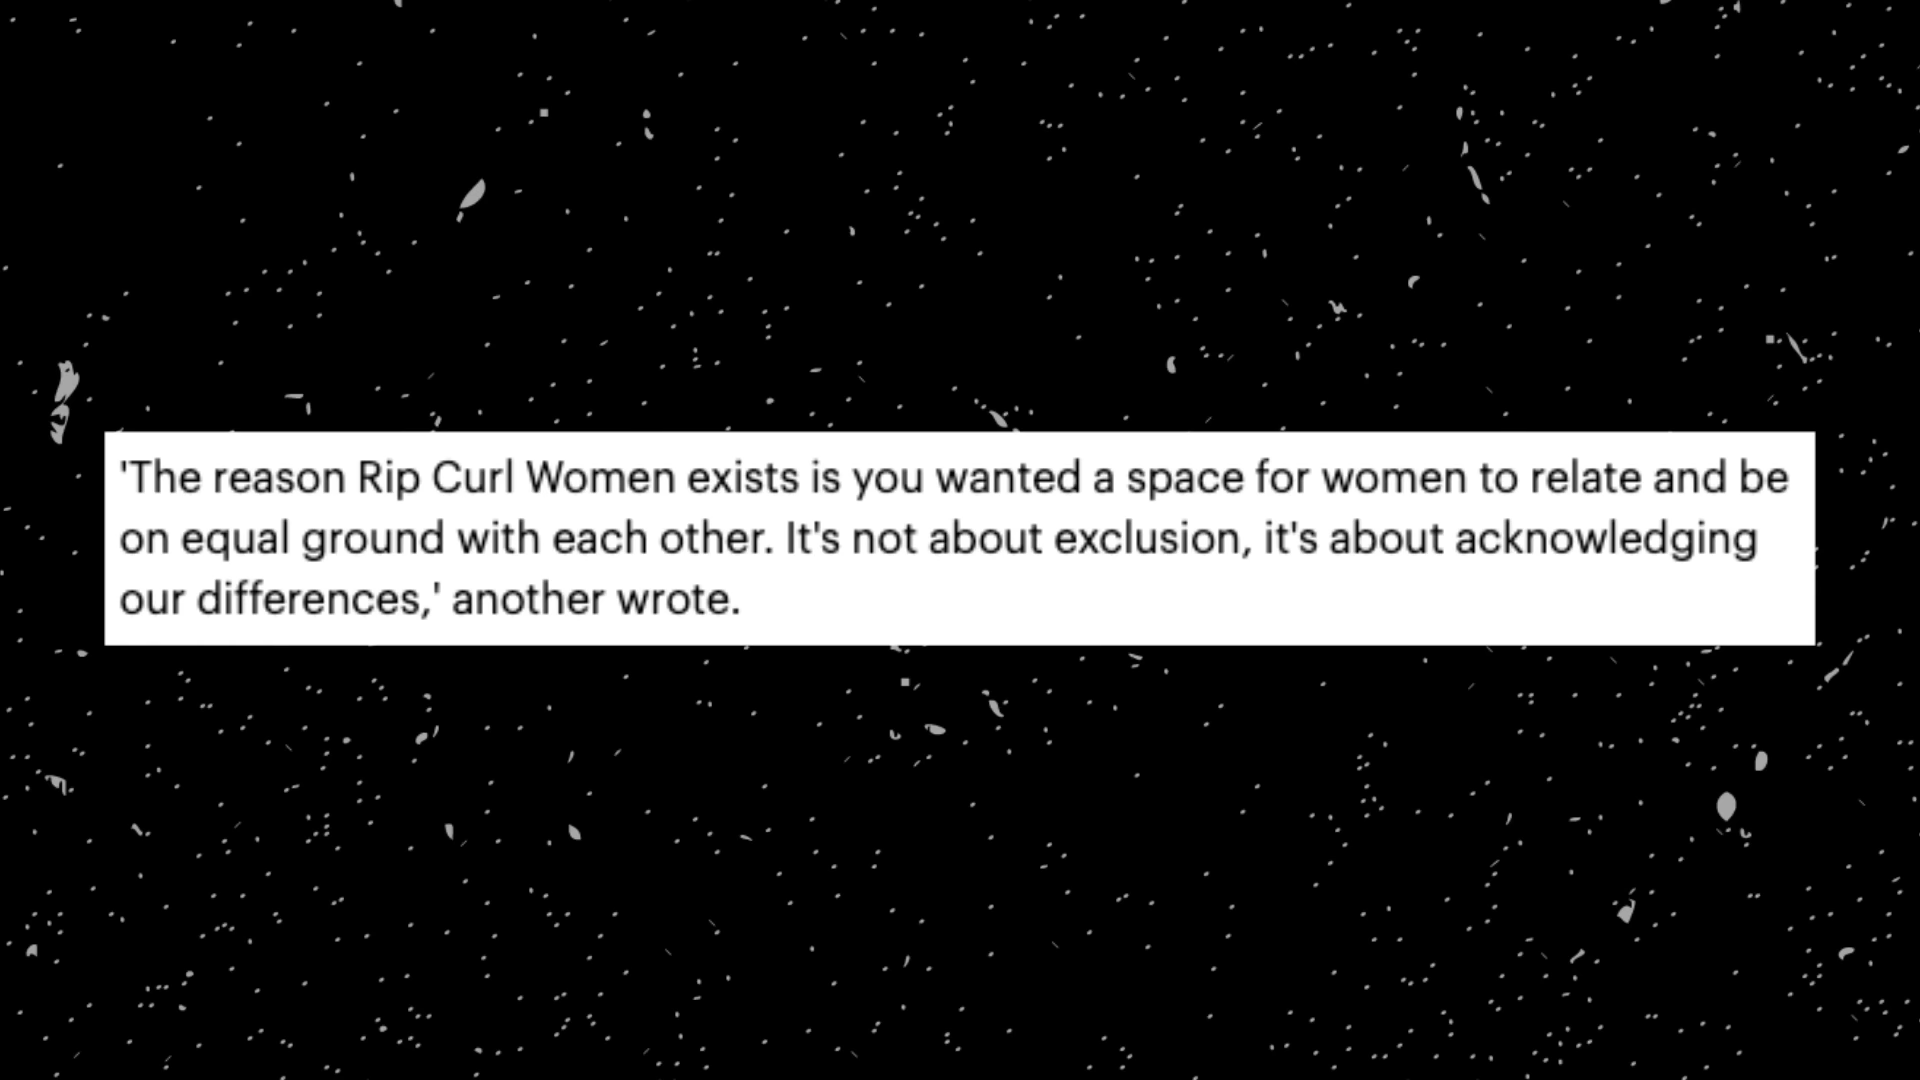 'The reason Rip Curl Women exists is you wanted a space for women to relate and be
on equal ground with each other. It's not about exclusion, it's about acknowledging
our differences,' another wrote.